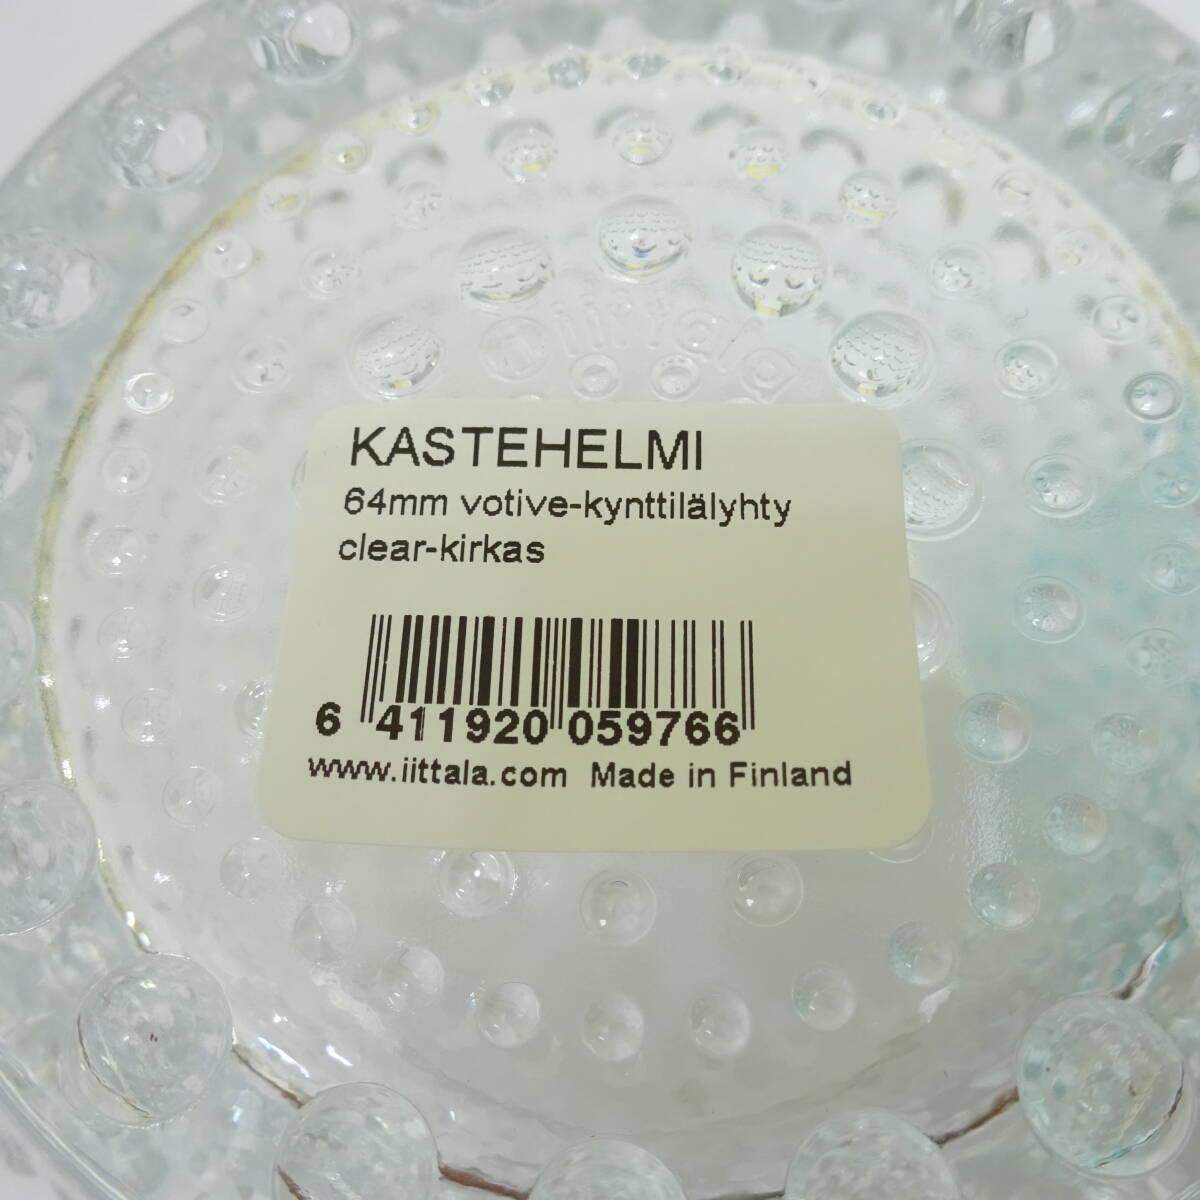 iittala
KASTEHELMI
64mm votive-kynttilälyhty
clear-kirkas
6 411920 059766
www.iittala.com Made in Finland